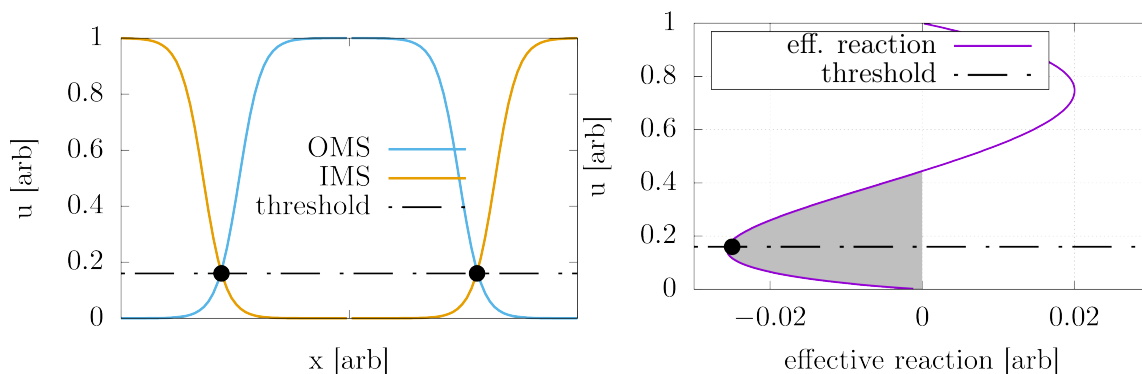 1
0.8
0.6
0.4
0.2
0
u [arb]
x [arb]
OMS
IMS
threshold
1
0.8
0.6
0.4
0.2
0
u [arb]
eff. reaction
threshold
−0.02
0
0.02
effective reaction [arb]